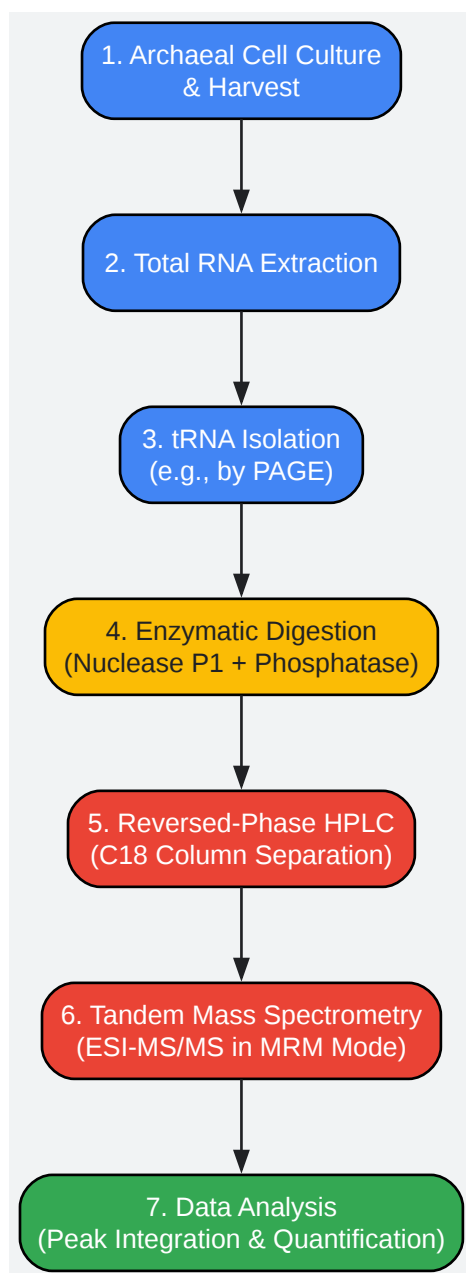 1. Archaeal Cell Culture
& Harvest
2. Total RNA Extraction
3. tRNA Isolation
(e.g., by PAGE)
4. Enzymatic Digestion
(Nuclease P1 + Phosphatase)
5. Reversed-Phase HPLC
(C18 Column Separation)
6. Tandem Mass Spectrometry
(ESI-MS/MS in MRM Mode)
7. Data Analysis
(Peak Integration & Quantification)